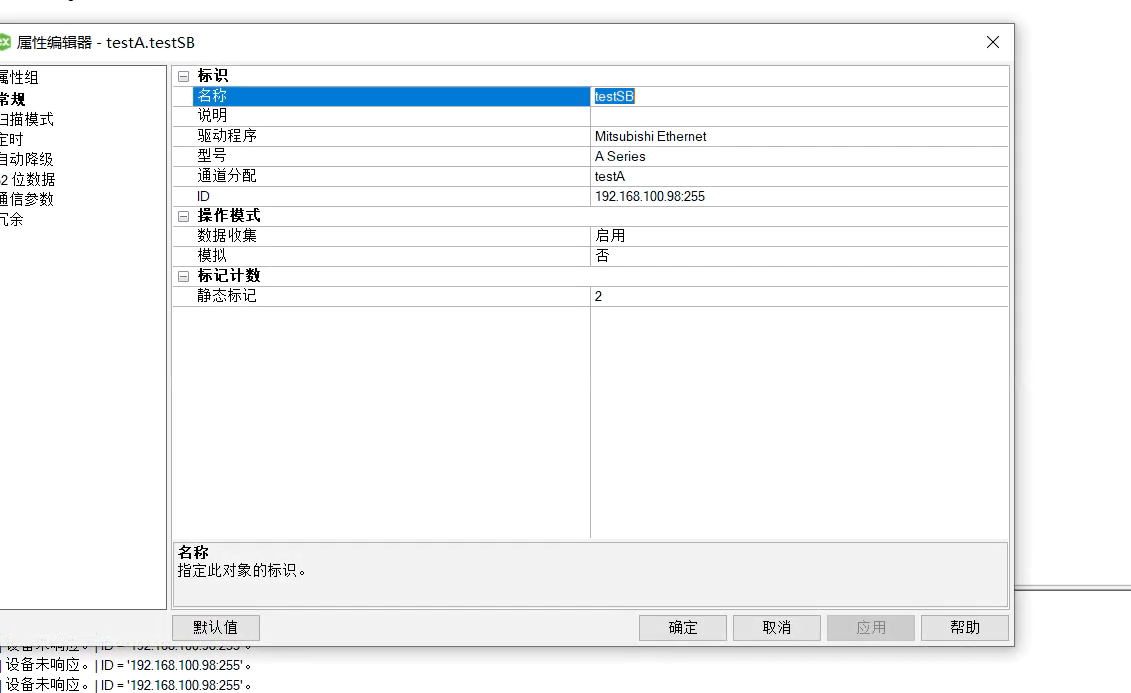 属性编辑器 - testA.testSB
属性组
常规
扫描模式
定时
自动降级
2 位数据
通信参数
冗余
标识
名称 testSB
说明
驱动程序 Mitsubishi Ethernet
型号 A Series
通道分配 testA
ID 192.168.100.98:255
操作模式
数据收集 启用
模拟 否
标记计数
静态标记 2
名称
指定此对象的标识。
默认值 确定 取消 应用 帮助
| 设备未响应。 | ID = '192.168.100.98:255'。
| 设备未响应。 | ID = '192.168.100.98:255'。
| 设备未响应。 | ID = '192.168.100.98:255'。